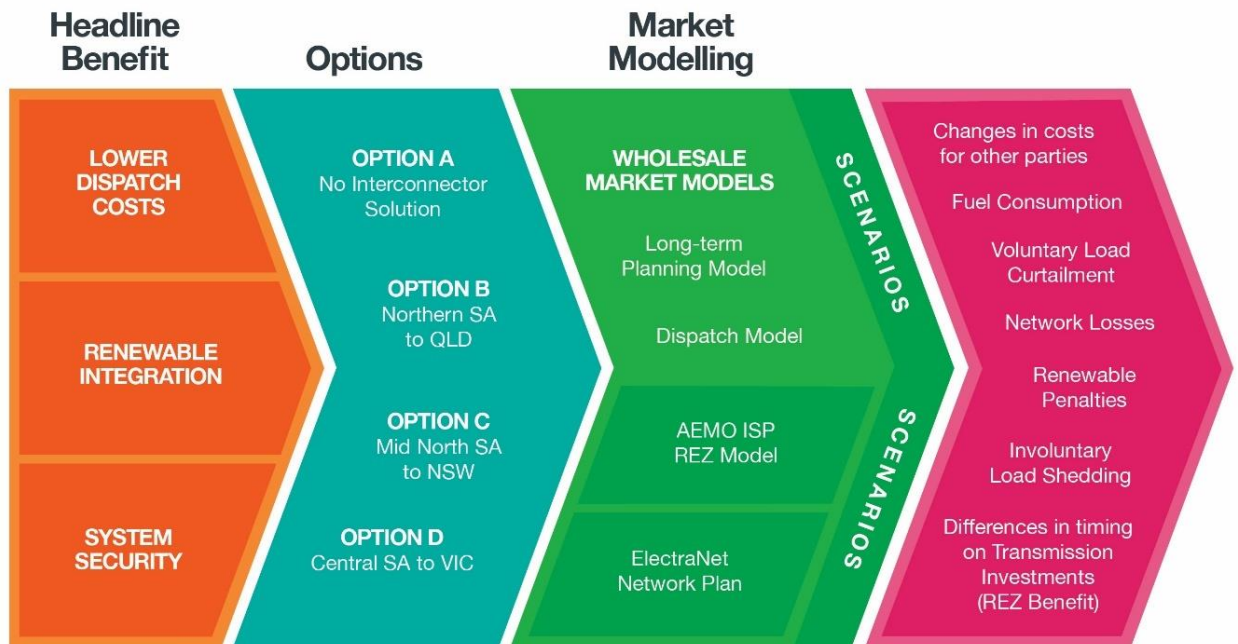 Headline
Benefit
Options
Market
Modelling
LOWER
DISPATCH
COSTS
RENEWABLE
INTEGRATION
SYSTEM
SECURITY
OPTION A
No Interconnector
Solution
OPTION B
Northern SA
to QLD
OPTION C
Mid North SA
to NSW
OPTION D
Central SA to VIC
WHOLESALE
MARKET MODELS
Long-term
Planning Model
Dispatch Model
AEMO ISP
REZ Model
ElectraNet
Network Plan
SCENARIOS
SCENARIOS
Changes in costs
for other parties
Fuel Consumption
Voluntary Load
Curtailment
Network Losses
Renewable
Penalties
Involuntary
Load Shedding
Differences in timing
on Transmission
Investments
(REZ Benefit)